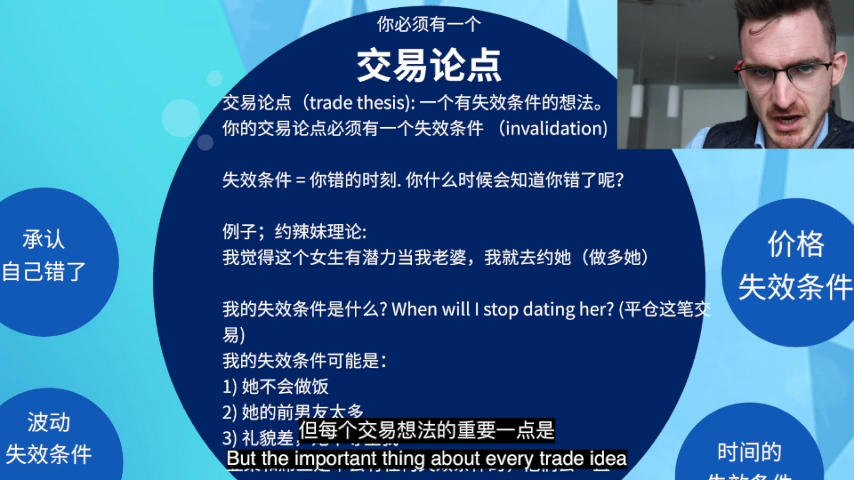 你必须有一个
交易论点
交易论点（trade thesis): 一个有失效条件的想法。
你的交易论点必须有一个失效条件 （invalidation)
失效条件 = 你错的时刻. 你什么时候会知道你错了呢?
例子；约辣妹理论:
我觉得这个女生有潜力当我老婆，我就去约她（做多她）
我的失效条件是什么? When will I stop dating her? (平仓这笔交
易)
我的失效条件可能是：
1) 她不会做饭
2) 她的前男友太多
3) 礼貌差，
承认
自己错了
价格
失效条件
波动
失效条件
时间的
失效条件
但每个交易想法的重要一点是
But the important thing about every trade idea